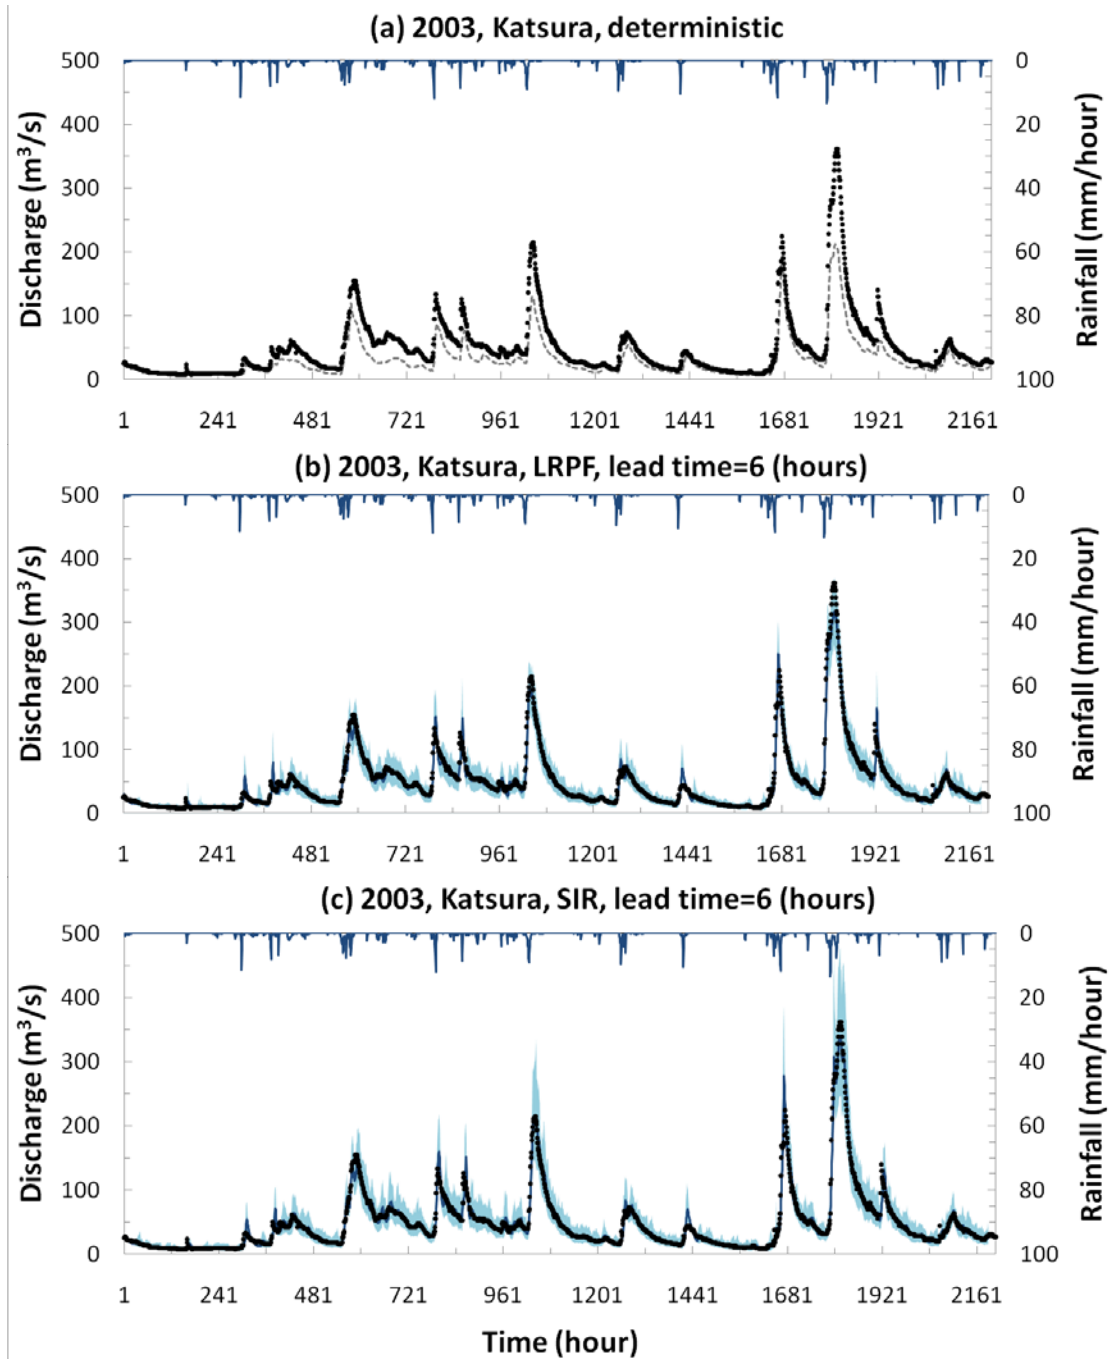 (a) 2003, Katsura, deterministic
500 0
400 20
300 40
200 60
100 80
0 100
Discharge (m³/s)
Rainfall (mm/hour)
1 241 481 721 961 1201 1441 1681 1921 2161
(b) 2003, Katsura, LRPF, lead time=6 (hours)
500 0
400 20
300 40
200 60
100 80
0 100
Discharge (m³/s)
Rainfall (mm/hour)
1 241 481 721 961 1201 1441 1681 1921 2161
(c) 2003, Katsura, SIR, lead time=6 (hours)
500 0
400 20
300 40
200 60
100 80
0 100
Discharge (m³/s)
Rainfall (mm/hour)
1 241 481 721 961 1201 1441 1681 1921 2161
Time (hour)